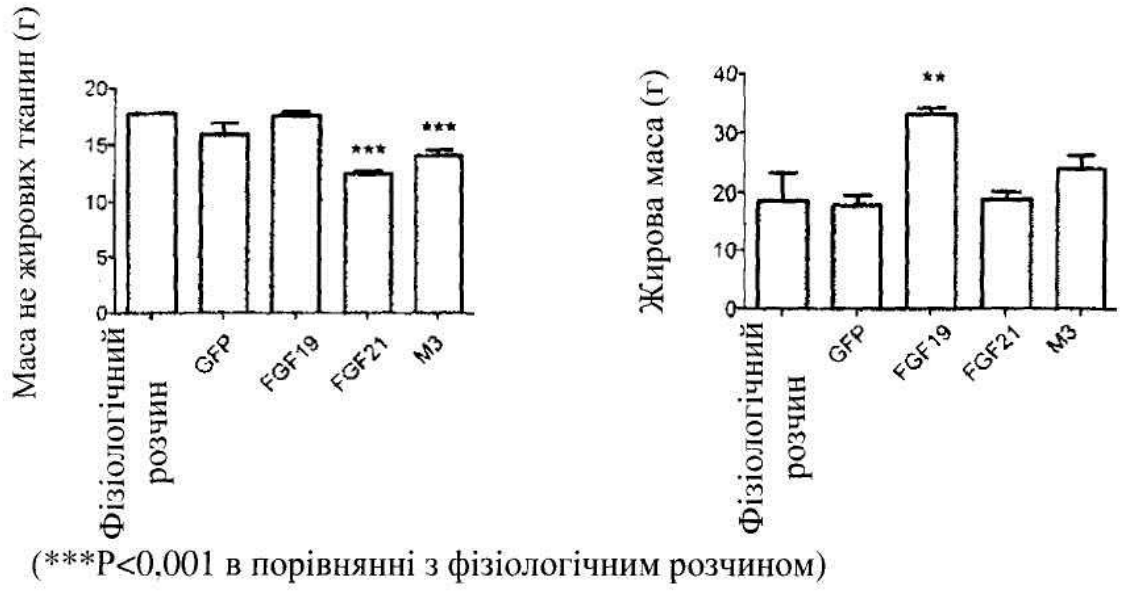 Маса не жирових тканин (г)
20
15
10
5
0
***
***
Фізіологічний
розчин
GFP
FGF19
FGF21
M3
Жирова маса (г)
40
30
20
10
0
**
Фізіологічний
розчин
GFP
FGF19
FGF21
M3
(***P<0,001 в порівнянні з фізіологічним розчином)